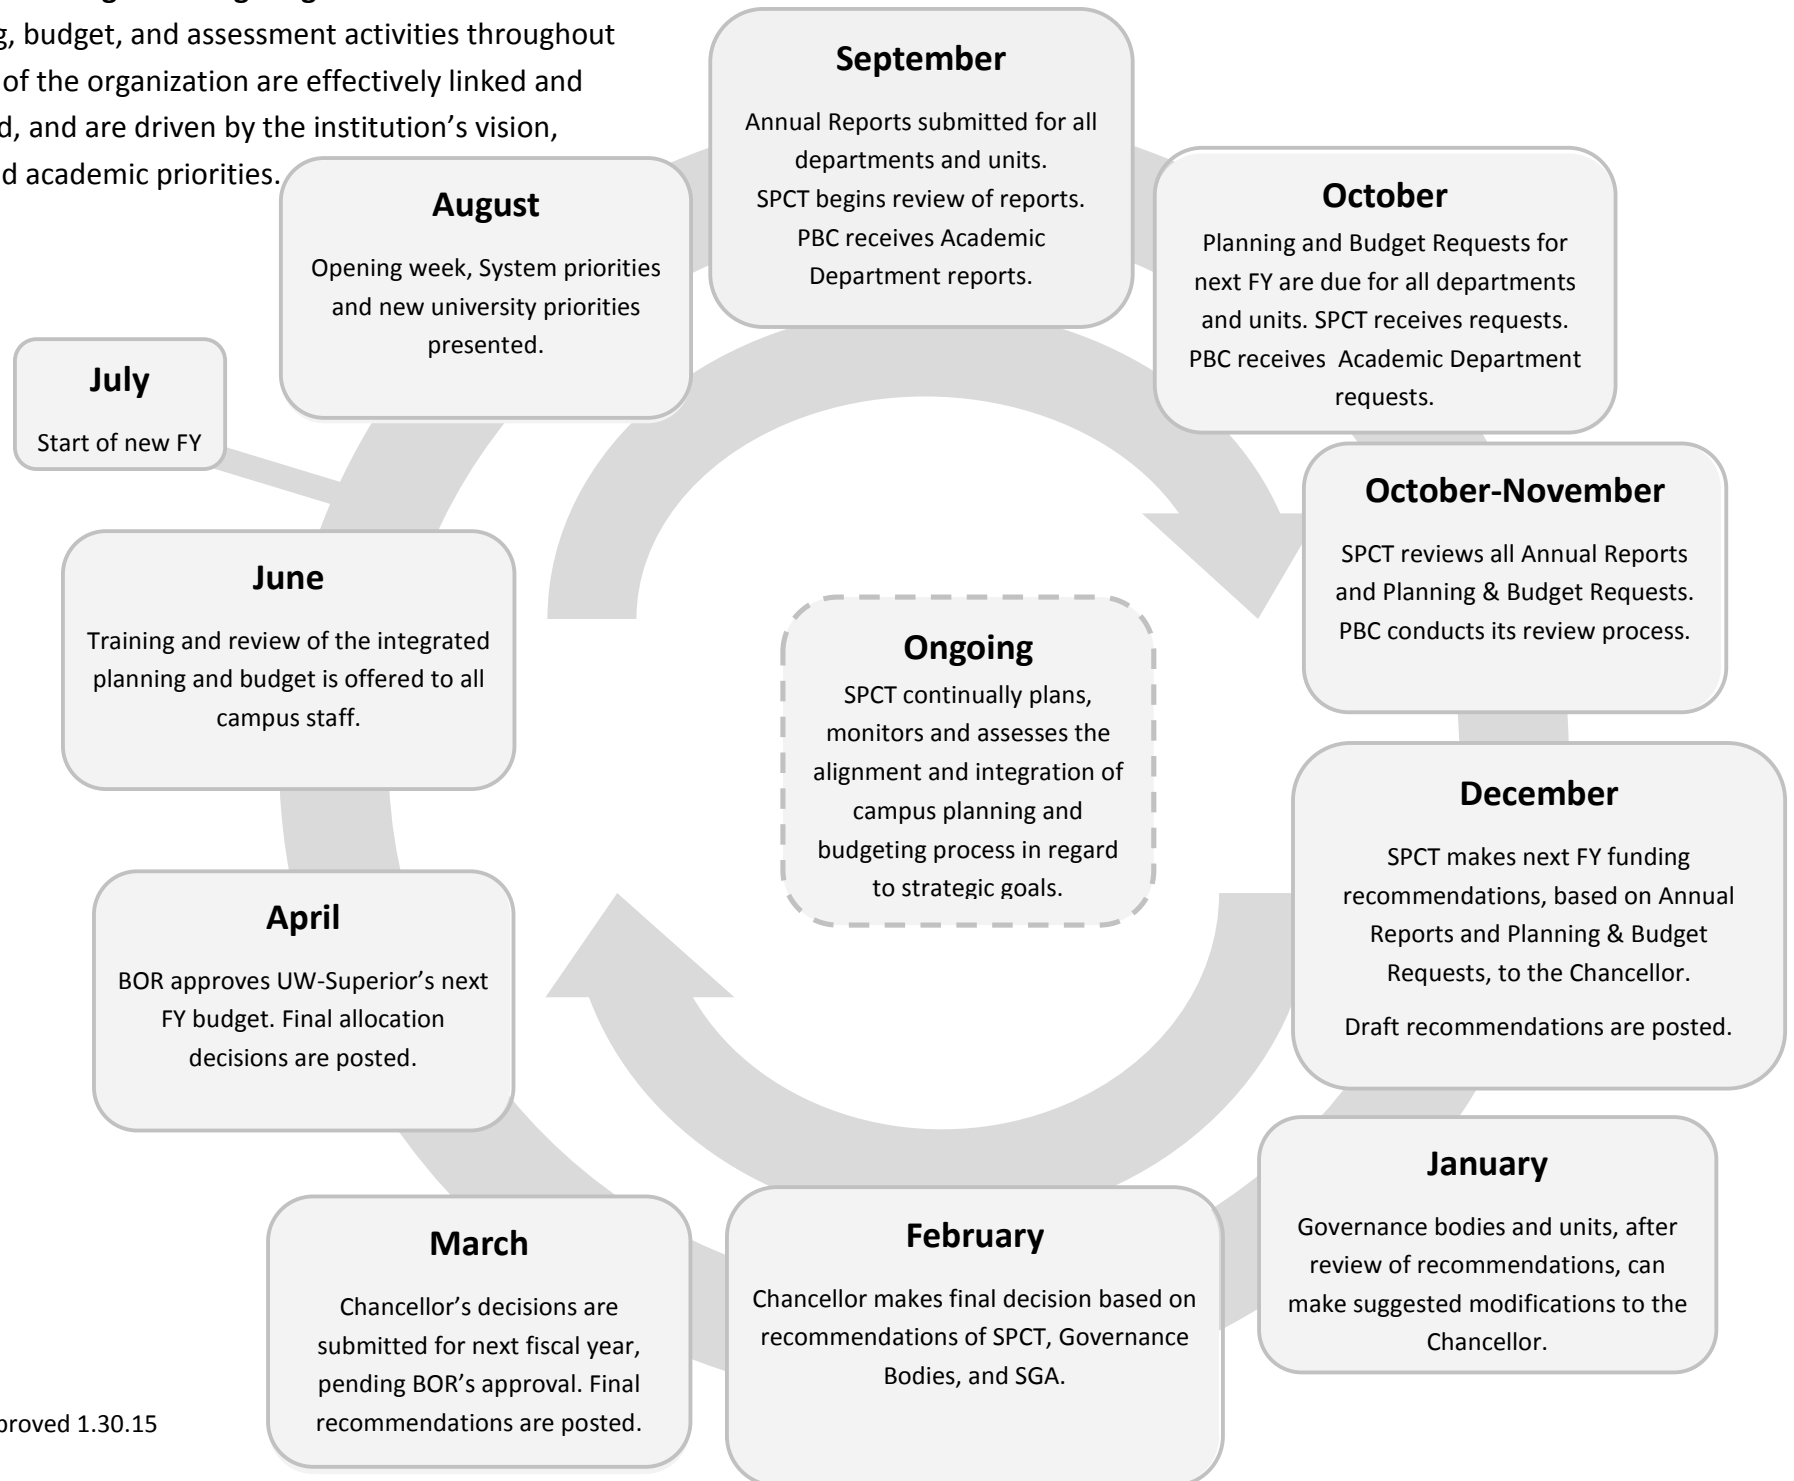 , budget, and assessment activities throughout
of the organization are effectively linked and
, and are driven by the institution’s vision,
academic priorities.
September
Annual Reports submitted for all
departments and units.
SPCT begins review of reports.
PBC receives Academic
Department reports.
October
Planning and Budget Requests for
next FY are due for all departments
and units. SPCT receives requests.
PBC receives Academic Department
requests.
October-November
SPCT reviews all Annual Reports
and Planning & Budget Requests.
PBC conducts its review process.
December
SPCT makes next FY funding
recommendations, based on Annual
Reports and Planning & Budget
Requests, to the Chancellor.
Draft recommendations are posted.
January
Governance bodies and units, after
review of recommendations, can
make suggested modifications to the
Chancellor.
February
Chancellor makes final decision based on
recommendations of SPCT, Governance
Bodies, and SGA.
March
Chancellor’s decisions are
submitted for next fiscal year,
pending BOR’s approval. Final
recommendations are posted.
April
BOR approves UW-Superior’s next
FY budget. Final allocation
decisions are posted.
June
Training and review of the integrated
planning and budget is offered to all
campus staff.
July
Start of new FY
August
Opening week, System priorities
and new university priorities
presented.
Ongoing
SPCT continually plans,
monitors and assesses the
alignment and integration of
campus planning and
budgeting process in regard
to strategic goals.
proved 1.30.15